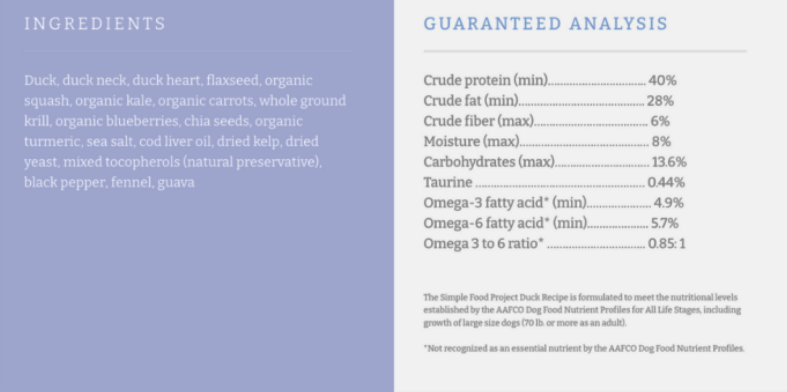 INGREDIENTS
Duck, duck neck, duck heart, flaxseed, organic
squash, organic kale, organic carrots, whole ground
krill, organic blueberries, chia seeds, organic
turmeric, sea salt, cod liver oil, dried kelp, dried
yeast, mixed tocopherols (natural preservative),
black pepper, fennel, guava
GUARANTEED ANALYSIS
Crude protein (min).............................. 40%
Crude fat (min)....................................... 28%
Crude fiber (max)................................... 6%
Moisture (max)....................................... 8%
Carbohydrates (max)............................. 13.6%
Taurine .................................................... 0.44%
Omega-3 fatty acid* (min).................... 4.9%
Omega-6 fatty acid* (min)................... 5.7%
Omega 3 to 6 ratio* .............................. 0.85: 1
The Simple Food Project Duck Recipe is formulated to meet the nutritional levels
established by the AAFCO Dog Food Nutrient Profiles for All Life Stages, including
growth of large size dogs (70 lb. or more as an adult).
*Not recognized as an essential nutrient by the AAFCO Dog Food Nutrient Profiles.